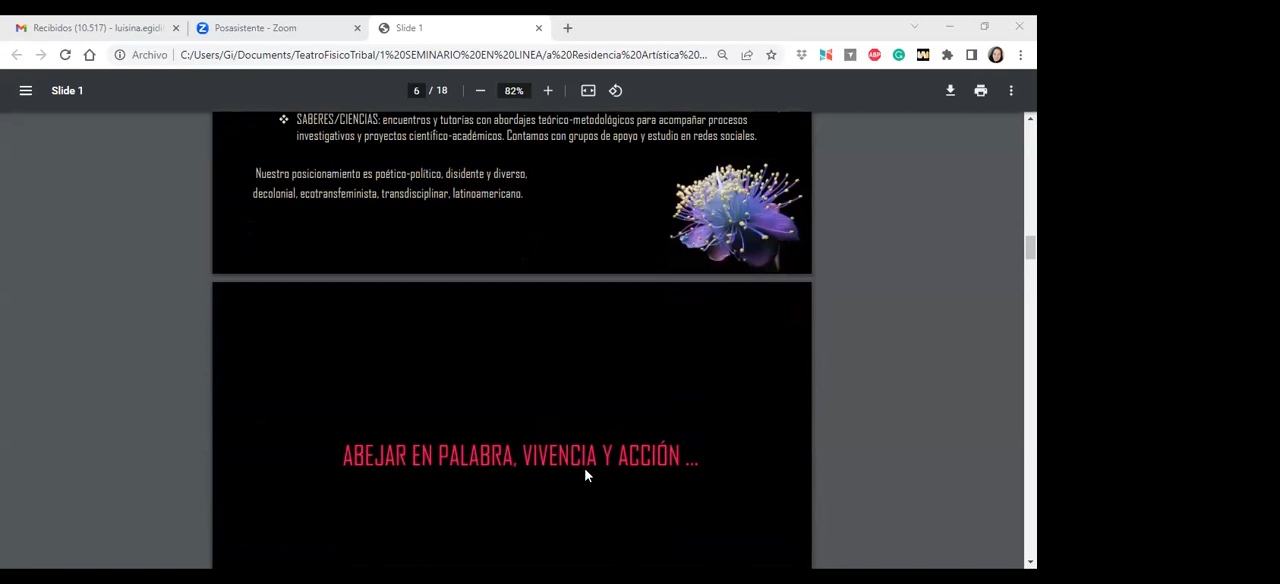 Recibidos (10.517) - luisina.egidi
Posasistente - Zoom
Slide 1
Archivo
C:/Users/Gi/Documents/TeatroFisicoTribal/1%20SEMINARIO%20EN%20LINEA/a%20Residencia%20Artística%20...
Slide 1
6 / 18
82%
ABP
❖ SABERES/CIENCIAS: encuentros y tutorías con abordajes teórico-metodológicos para acompañar procesos
investigativos y proyectos científico-académicos. Contamos con grupos de apoyo y estudio en redes sociales.
Nuestro posicionamiento es poético-político, disidente y diverso,
decolonial, ecotransfeminista, transdisciplinar, latinoamericano.
ABEJAR EN PALABRA, VIVENCIA Y ACCIÓN ...